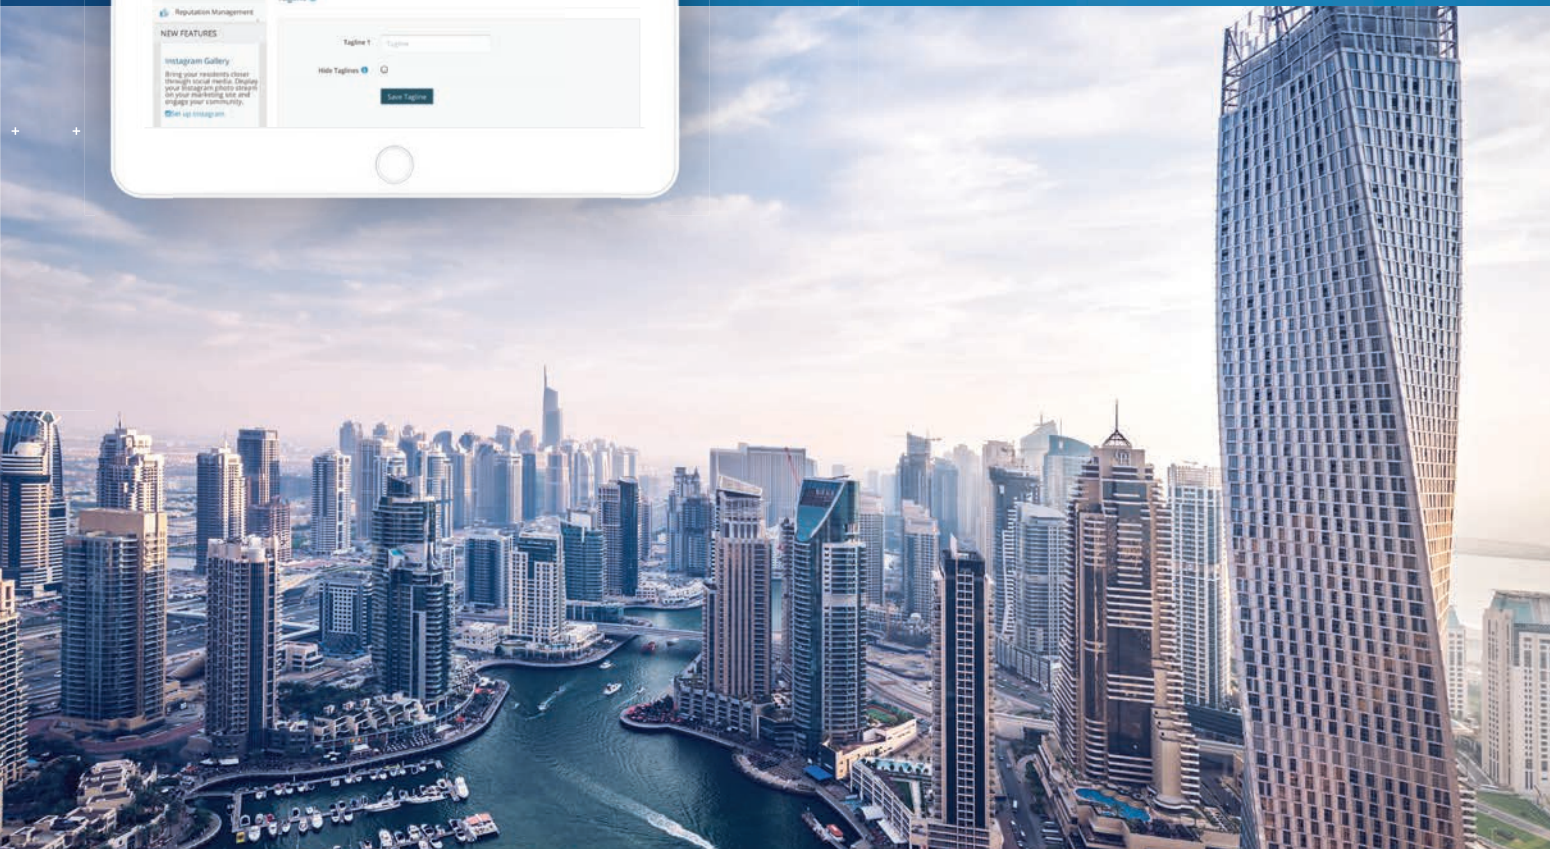 Reputation Management
NEW FEATURES
Instagram Gallery
Bring your residents closer
through social media. Display
your Instagram photo stream
on your marketing site and
engage your community.
Set up Instagram
Tagline 1
Tagline
Hide Taglines
Save Tagline